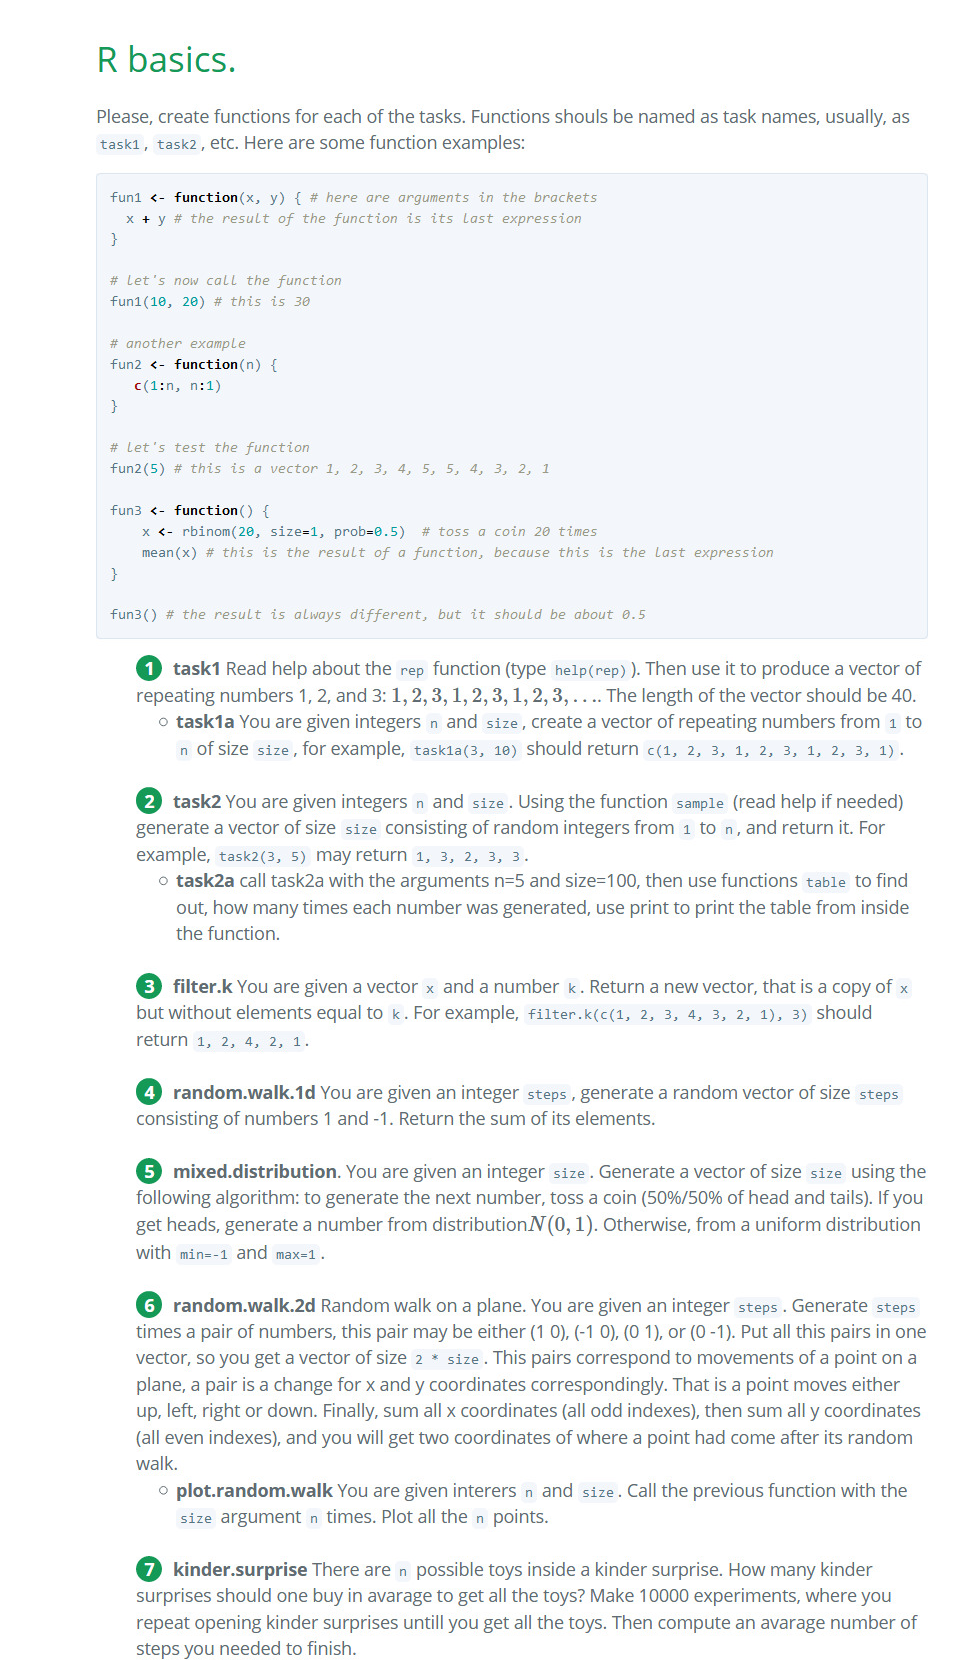 R basics.
Please, create functions for each of the tasks. Functions shouls be named as task names, usually, as
task1, task2, etc. Here are some function examples:
fun1 <- function(x, y) { # here are arguments in the brackets
  x + y # the result of the function is its last expression
}

# let's now call the function
fun1(10, 20) # this is 30

# another example
fun2 <- function(n) {
   c(1:n, n:1)
}

# let's test the function
fun2(5) # this is a vector 1, 2, 3, 4, 5, 5, 4, 3, 2, 1

fun3 <- function() {
    x <- rbinom(20, size=1, prob=0.5)  # toss a coin 20 times
    mean(x) # this is the result of a function, because this is the last expression
}

fun3() # the result is always different, but it should be about 0.5
1 task1 Read help about the rep function (type help(rep)). Then use it to produce a vector of
repeating numbers 1, 2, and 3: 1, 2, 3, 1, 2, 3, 1, 2, 3, . . .. The length of the vector should be 40.
○ task1a You are given integers n and size, create a vector of repeating numbers from 1 to
n of size size, for example, task1a(3, 10) should return c(1, 2, 3, 1, 2, 3, 1, 2, 3, 1).
2 task2 You are given integers n and size. Using the function sample (read help if needed)
generate a vector of size size consisting of random integers from 1 to n, and return it. For
example, task2(3, 5) may return 1, 3, 2, 3, 3.
○ task2a call task2a with the arguments n=5 and size=100, then use functions table to find
out, how many times each number was generated, use print to print the table from inside
the function.
3 filter.k You are given a vector x and a number k. Return a new vector, that is a copy of x
but without elements equal to k. For example, filter.k(c(1, 2, 3, 4, 3, 2, 1), 3) should
return 1, 2, 4, 2, 1.
4 random.walk.1d You are given an integer steps, generate a random vector of size steps
consisting of numbers 1 and -1. Return the sum of its elements.
5 mixed.distribution. You are given an integer size. Generate a vector of size size using the
following algorithm: to generate the next number, toss a coin (50%/50% of head and tails). If you
get heads, generate a number from distributionN(0, 1). Otherwise, from a uniform distribution
with min=-1 and max=1.
6 random.walk.2d Random walk on a plane. You are given an integer steps. Generate steps
times a pair of numbers, this pair may be either (1 0), (-1 0), (0 1), or (0 -1). Put all this pairs in one
vector, so you get a vector of size 2 * size. This pairs correspond to movements of a point on a
plane, a pair is a change for x and y coordinates correspondingly. That is a point moves either
up, left, right or down. Finally, sum all x coordinates (all odd indexes), then sum all y coordinates
(all even indexes), and you will get two coordinates of where a point had come after its random
walk.
○ plot.random.walk You are given interers n and size. Call the previous function with the
size argument n times. Plot all the n points.
7 kinder.surprise There are n possible toys inside a kinder surprise. How many kinder
surprises should one buy in avarage to get all the toys? Make 10000 experiments, where you
repeat opening kinder surprises untill you get all the toys. Then compute an avarage number of
steps you needed to finish.